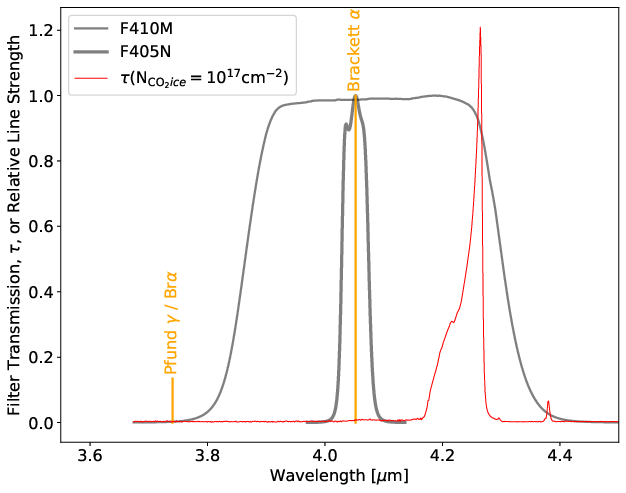 F410M
F405N
τ(N_CO₂ice = 10¹⁷cm⁻²)
Brackett α
Pfund γ / Brα
Filter Transmission, τ, or Relative Line Strength
1.2
1.0
0.8
0.6
0.4
0.2
0.0
3.6 3.8 4.0 4.2 4.4
Wavelength [μm]